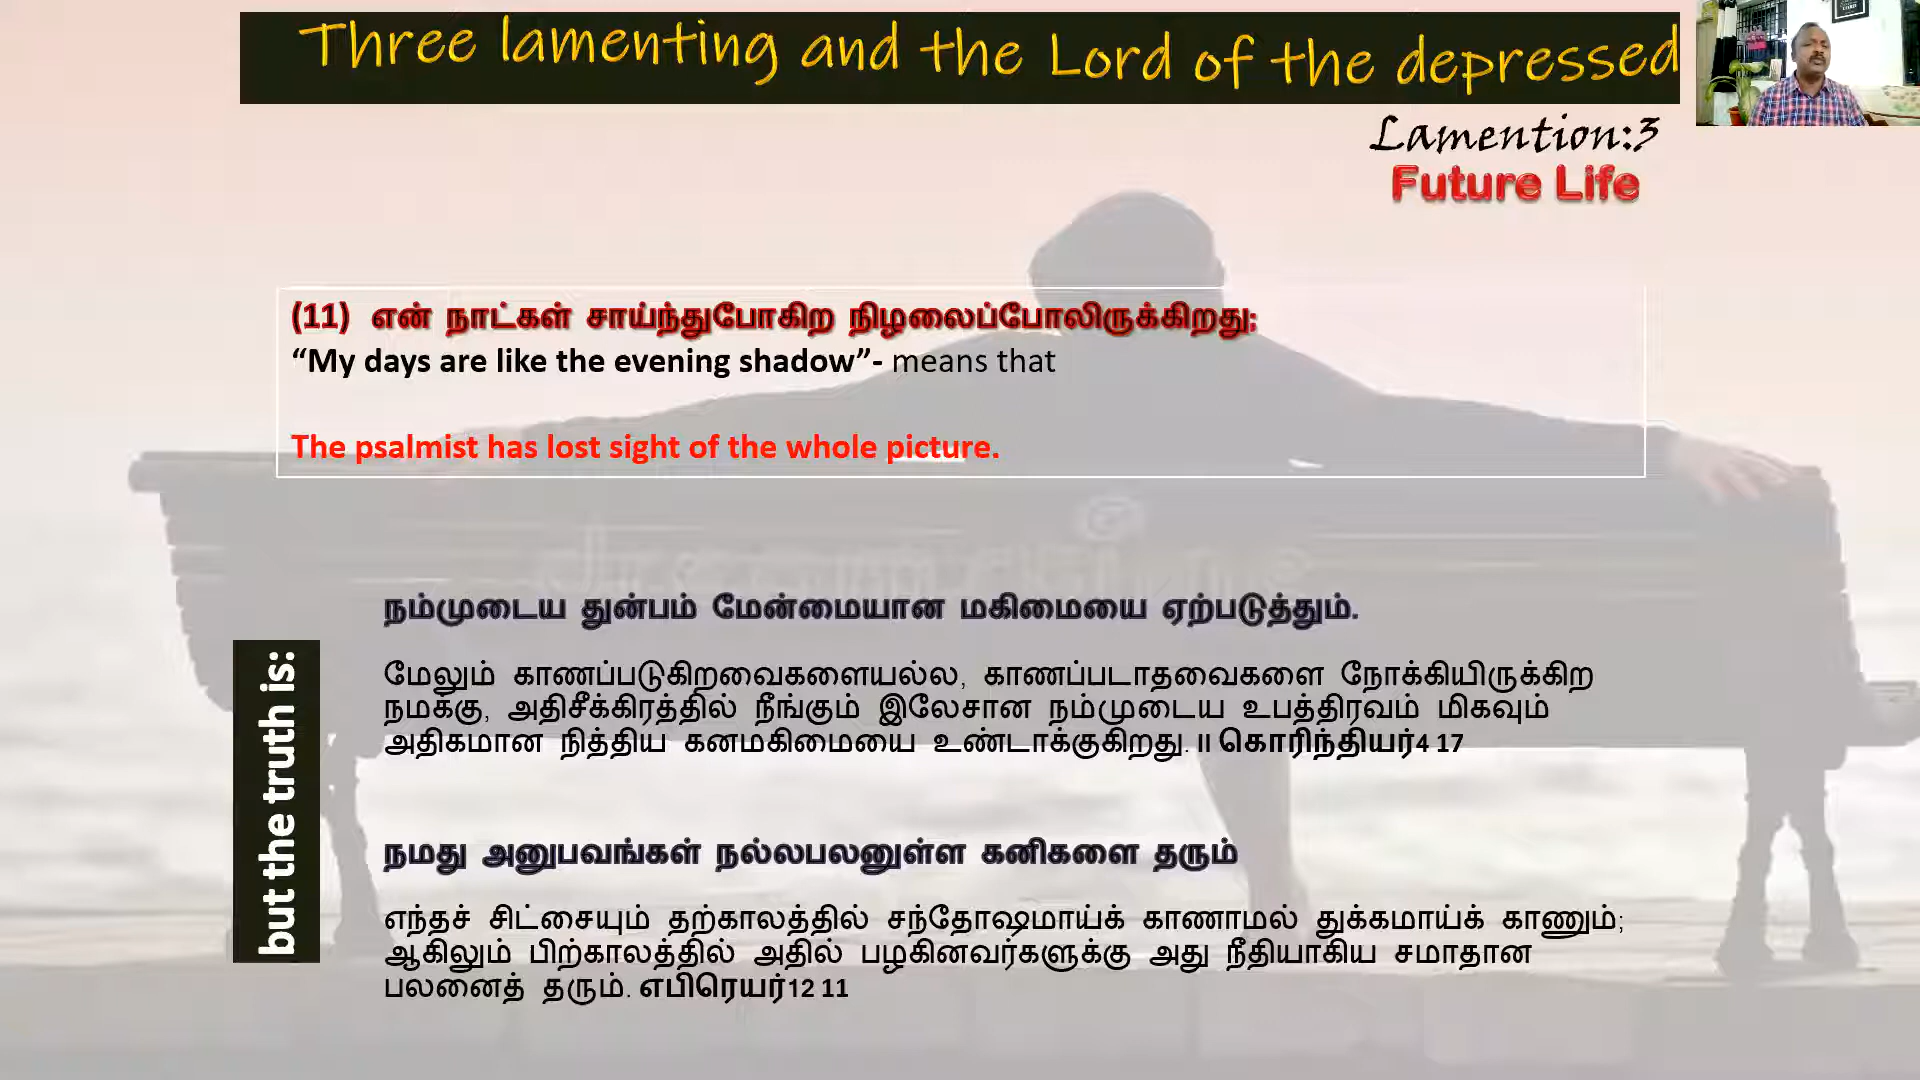 Three lamenting and the Lord of the depressed
Lamention:3
Future Life
(11) என் நாட்கள் சாய்ந்துபோகிற நிழலைப்போலிருக்கிறது;
“My days are like the evening shadow”- means that
The psalmist has lost sight of the whole picture.
but the truth is:
நம்முடைய துன்பம் மேன்மையான மகிமையை ஏற்படுத்தும்.
மேலும் காணப்படுகிறவைகளையல்ல, காணப்படாதவைகளை நோக்கியிருக்கிற
நமக்கு, அதிசீக்கிரத்தில் நீங்கும் இலேசான நம்முடைய உபத்திரவம் மிகவும்
அதிகமான நித்திய கனமகிமையை உண்டாக்குகிறது. II கொரிந்தியர்4 17
நமது அனுபவங்கள் நல்லபலனுள்ள கனிகளை தரும்
எந்தச் சிட்சையும் தற்காலத்தில் சந்தோஷமாய்க் காணாமல் துக்கமாய்க் காணும்;
ஆகிலும் பிற்காலத்தில் அதில் பழகினவர்களுக்கு அது நீதியாகிய சமாதான
பலனைத் தரும். எபிரெயர்12 11